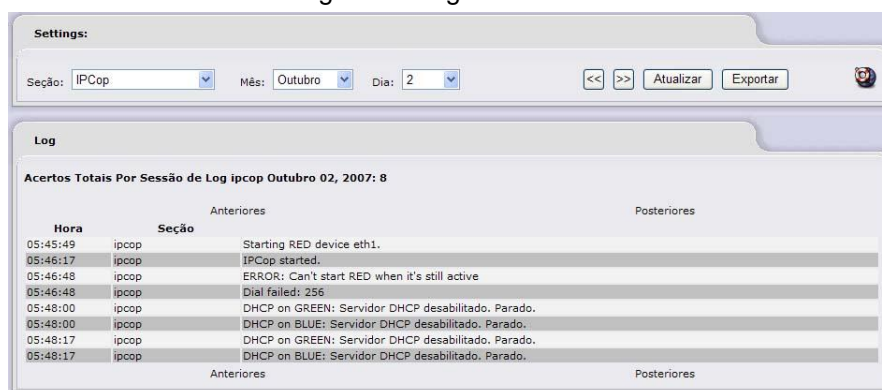 Settings:
Seção: IPCop Mês: Outubro Dia: 2 << >> Atualizar Exportar
Log
Acertos Totais Por Sessão de Log ipcop Outubro 02, 2007: 8
Anteriores Posteriores
Hora Seção
05:45:49 ipcop Starting RED device eth1.
05:46:17 ipcop IPCop started.
05:46:48 ipcop ERROR: Can't start RED when it's still active
05:46:48 ipcop Dial failed: 256
05:48:00 ipcop DHCP on GREEN: Servidor DHCP desabilitado. Parado.
05:48:00 ipcop DHCP on BLUE: Servidor DHCP desabilitado. Parado.
05:48:17 ipcop DHCP on GREEN: Servidor DHCP desabilitado. Parado.
05:48:17 ipcop DHCP on BLUE: Servidor DHCP desabilitado. Parado.
Anteriores Posteriores